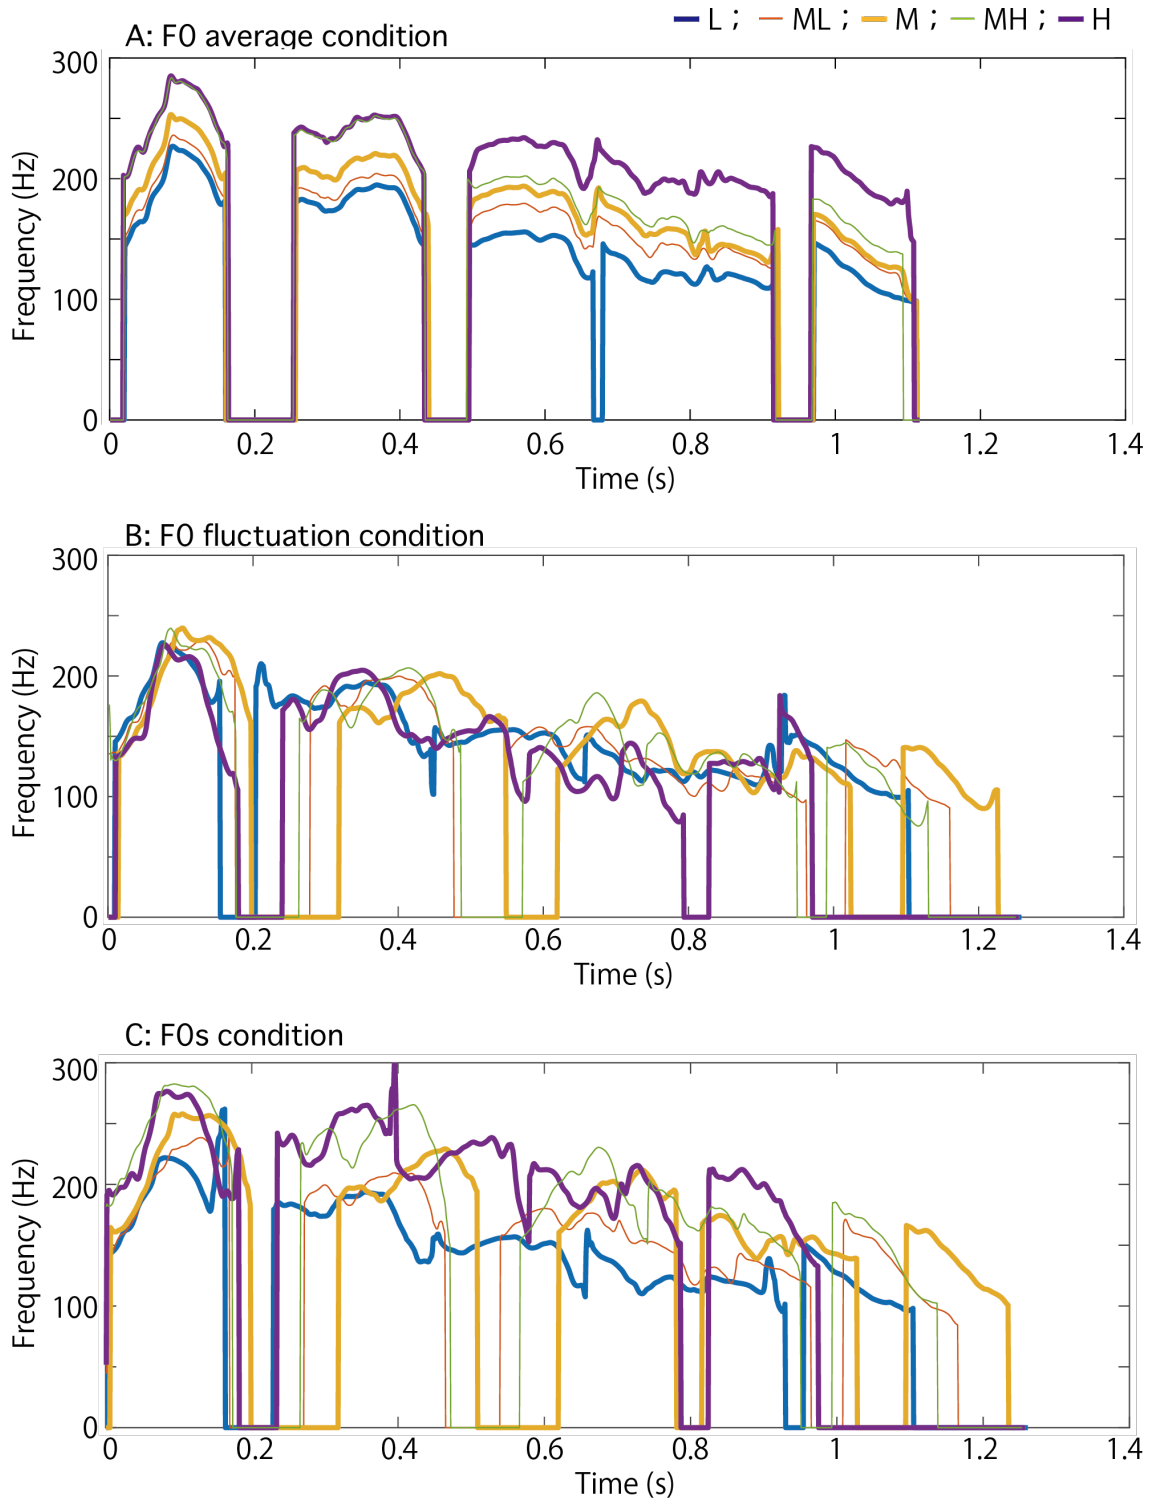 L ; ML ; M ; MH ; H
A: F0 average condition
300
200
100
0
Frequency (Hz)
0 0.2 0.4 0.6 0.8 1 1.2 1.4
Time (s)
B: F0 fluctuation condition
300
200
100
0
Frequency (Hz)
0 0.2 0.4 0.6 0.8 1 1.2 1.4
Time (s)
C: F0s condition
300
200
100
0
Frequency (Hz)
0 0.2 0.4 0.6 0.8 1 1.2 1.4
Time (s)